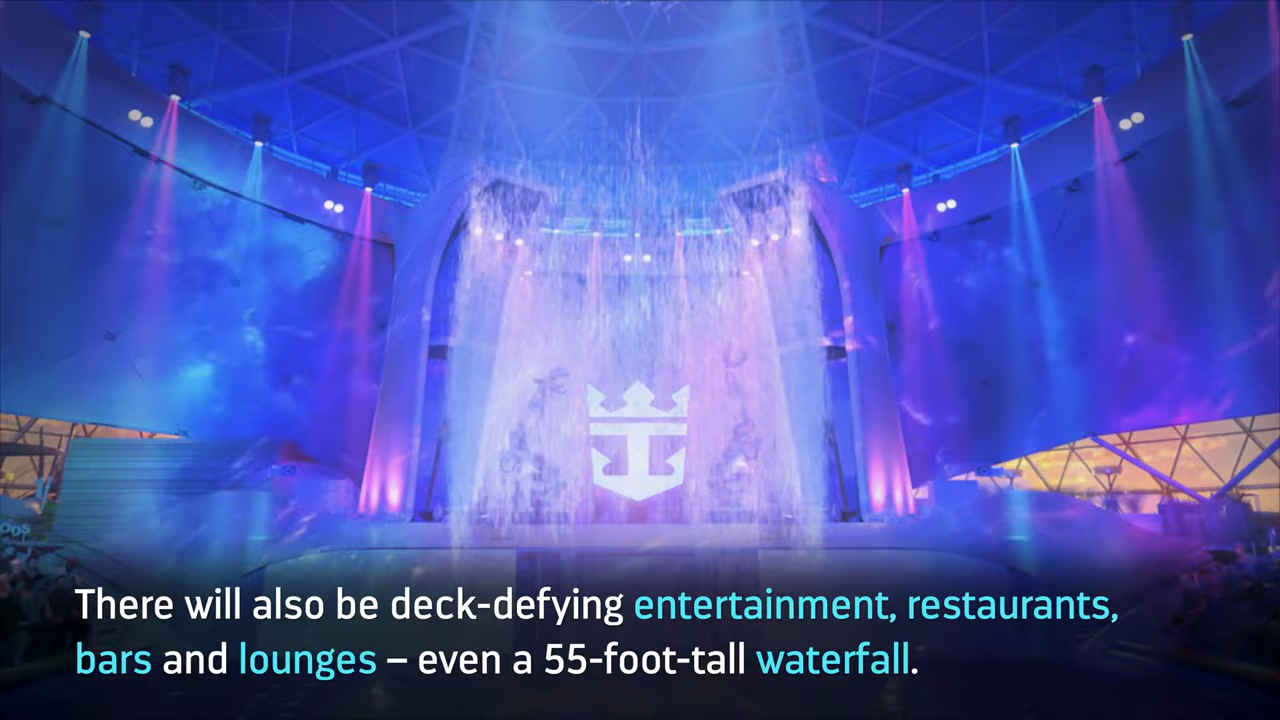 There will also be deck-defying entertainment, restaurants,
bars and lounges – even a 55-foot-tall waterfall.